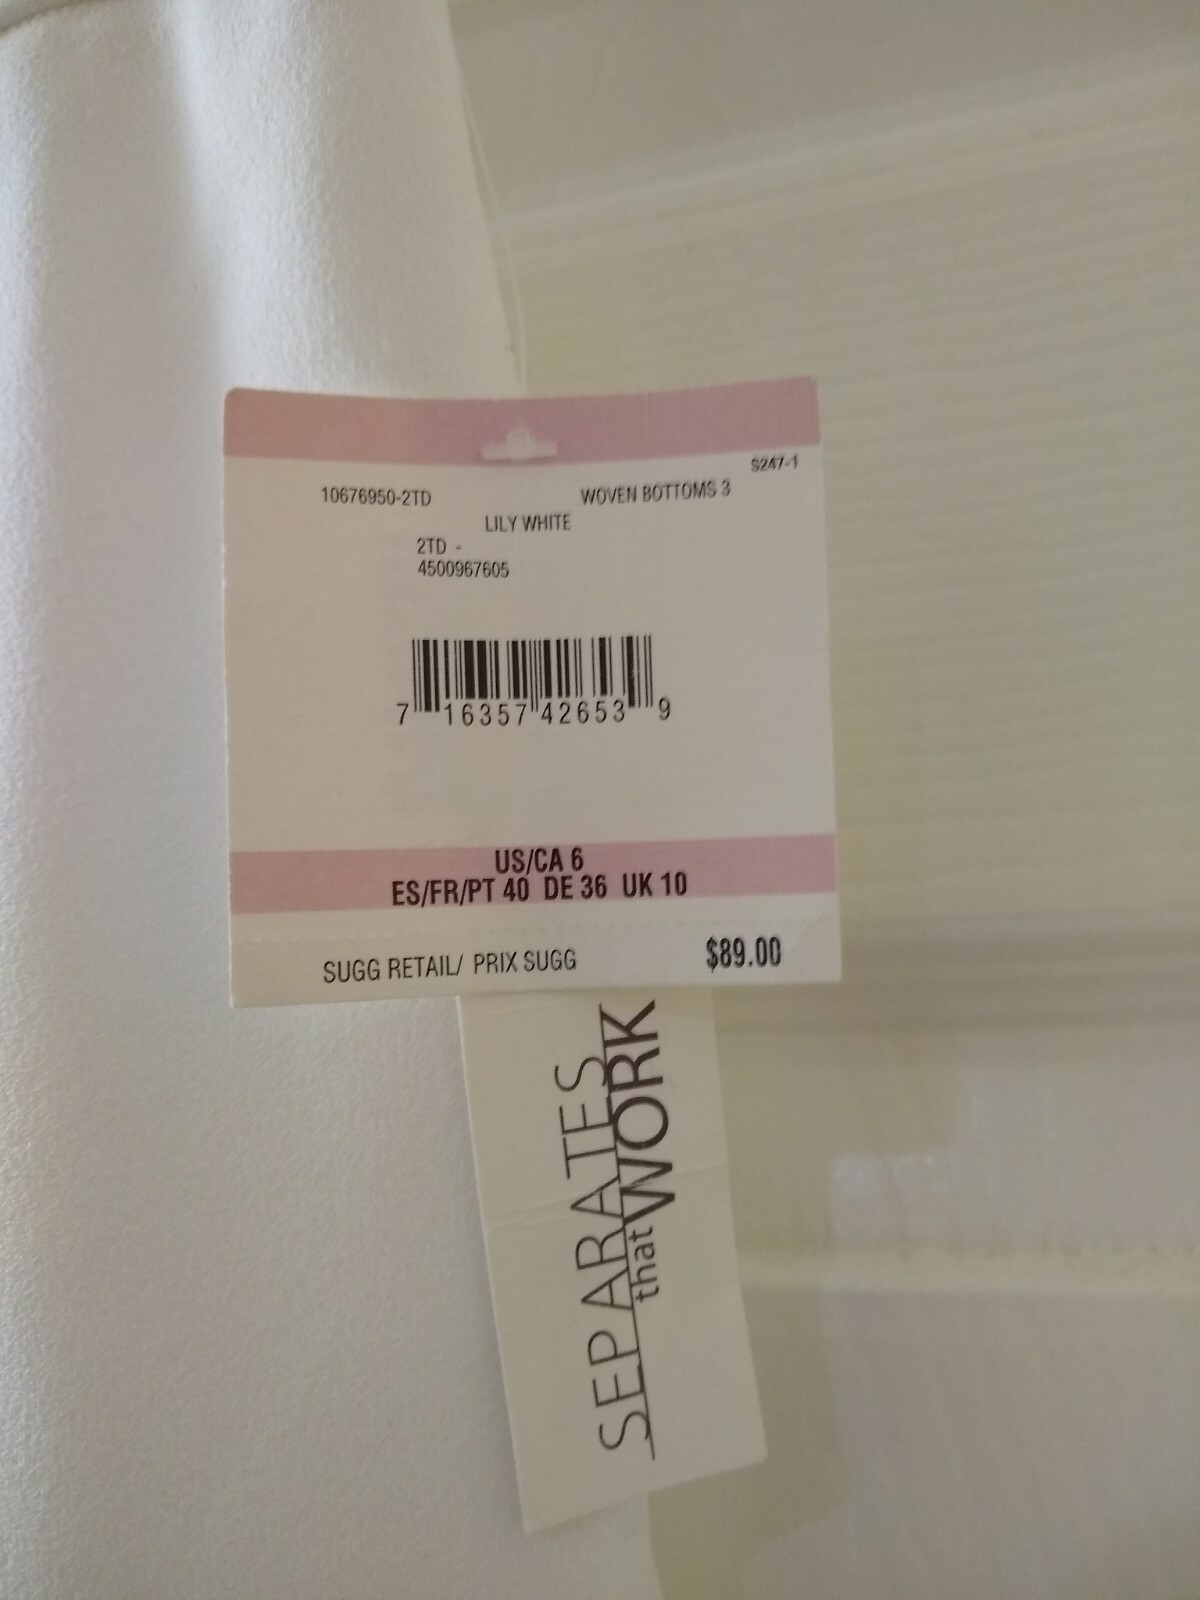 S247-1
10676950-2TD WOVEN BOTTOMS 3
LILY WHITE
2TD -
4500967605
7 16357 42653 9
US/CA 6
ES/FR/PT 40 DE 36 UK 10
SUGG RETAIL/ PRIX SUGG $89.00
SEPARATES
that WORK